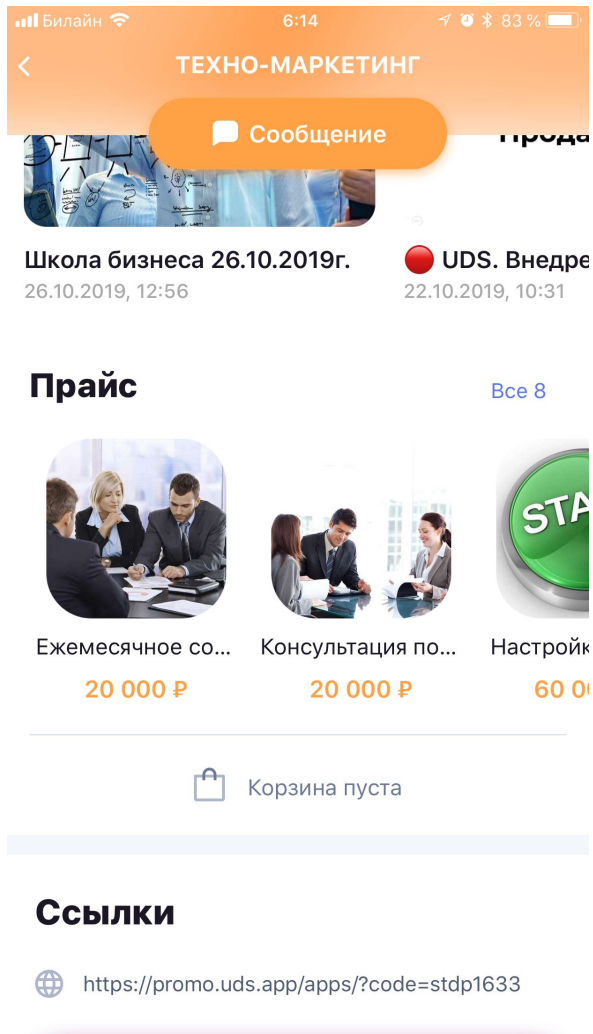 Билайн
6:14
83 %
ТЕХНО-МАРКЕТИНГ
Сообщение
Школа бизнеса 26.10.2019г.
26.10.2019, 12:56
UDS. Внедре
22.10.2019, 10:31
Прайс
Все 8
STA
Ежемесячное со...
20 000 ₽
Консультация по...
20 000 ₽
Настройк
60 0
Корзина пуста
Ссылки
https://promo.uds.app/apps/?code=stdp1633